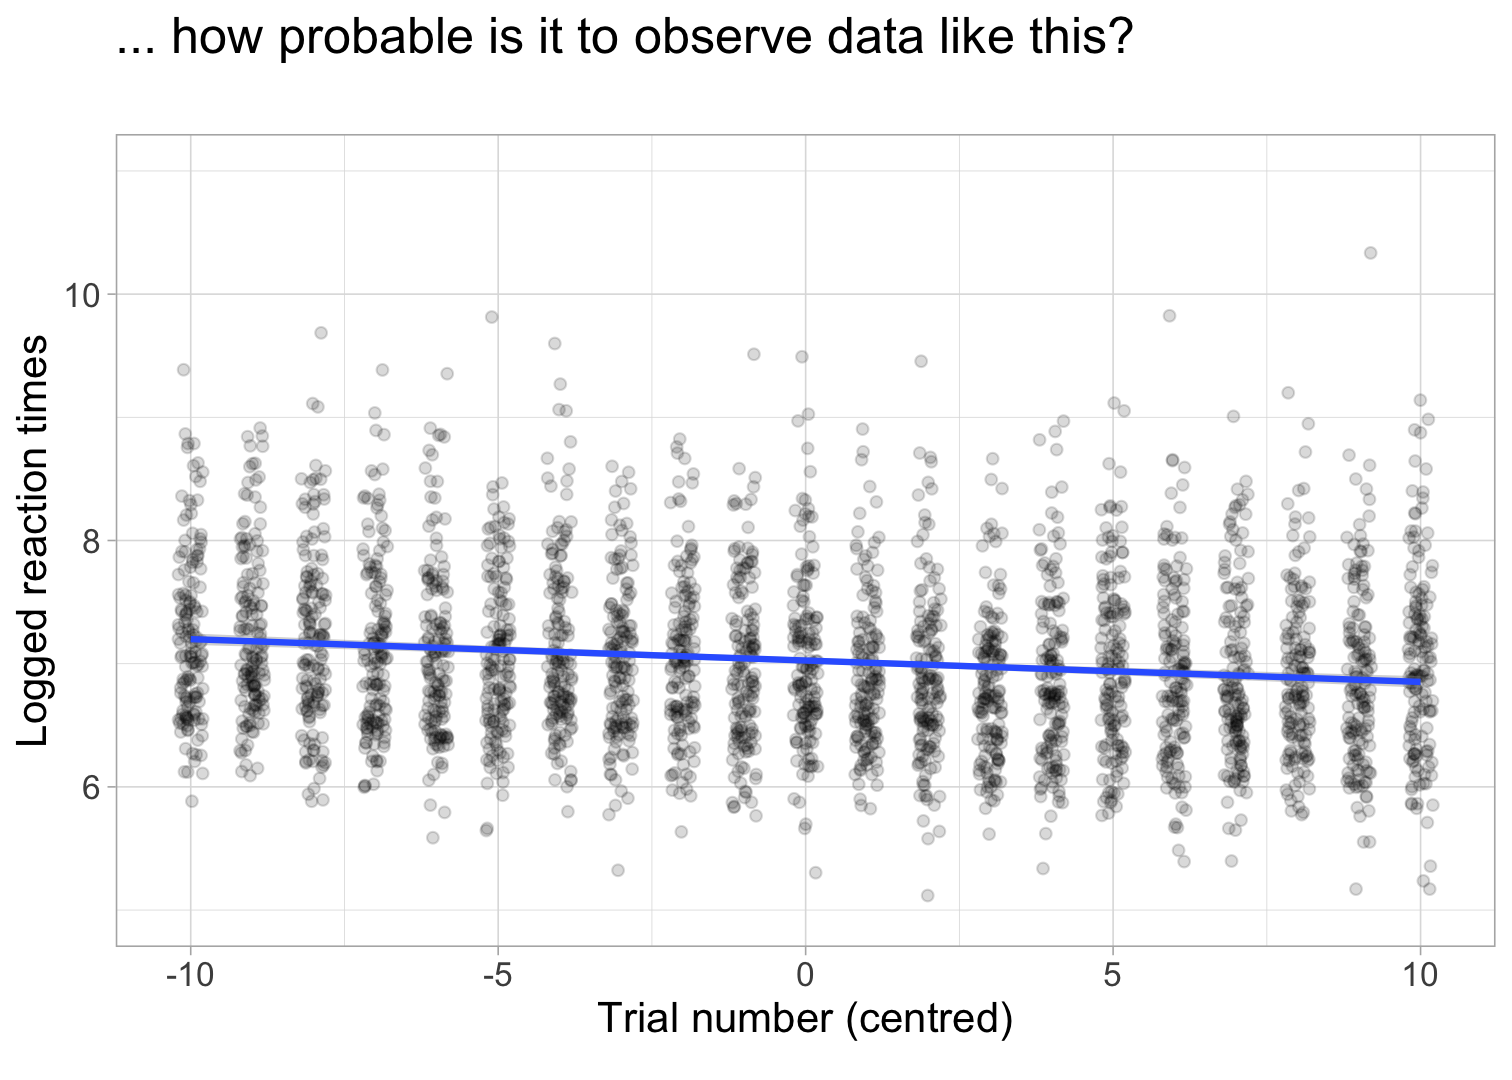 ... how probable is it to observe data like this?
10
8
6
Logged reaction times
-10 -5 0 5 10
Trial number (centred)